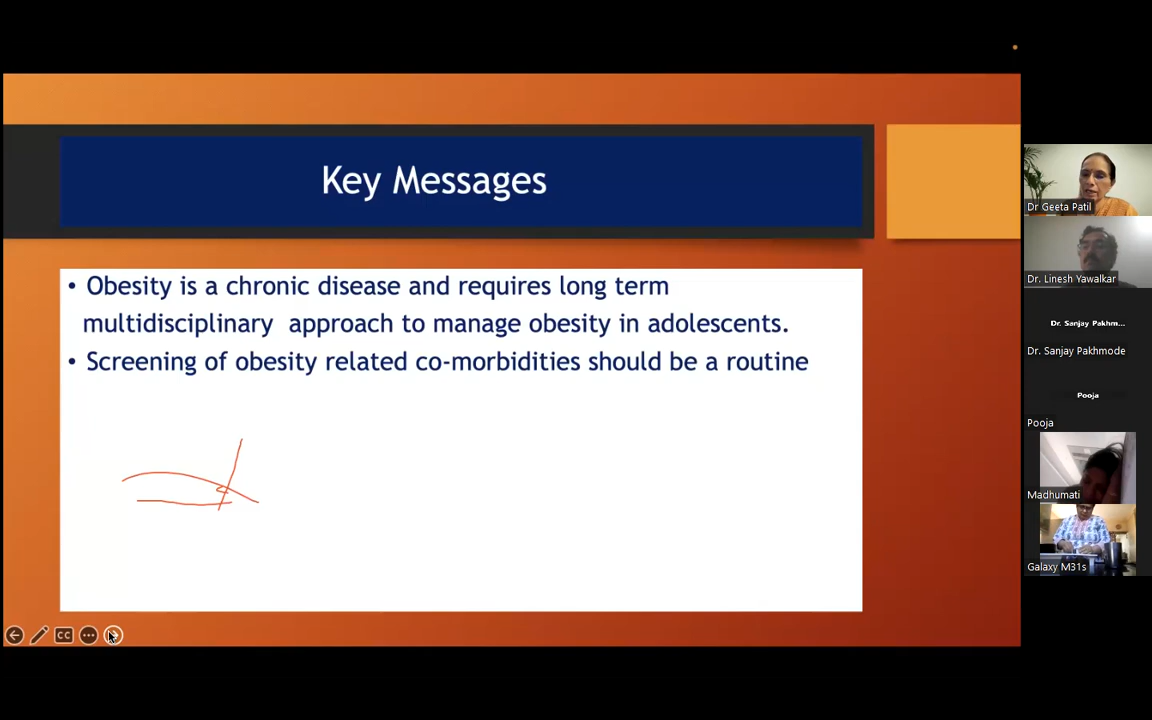 Key Messages
• Obesity is a chronic disease and requires long term
multidisciplinary approach to manage obesity in adolescents.
• Screening of obesity related co-morbidities should be a routine
CC
Dr Geeta Patil
Dr. Linesh Yawalkar
Dr. Sanjay Pakhm...
Dr. Sanjay Pakhmode
Pooja
Pooja
Madhumati
Galaxy M31s